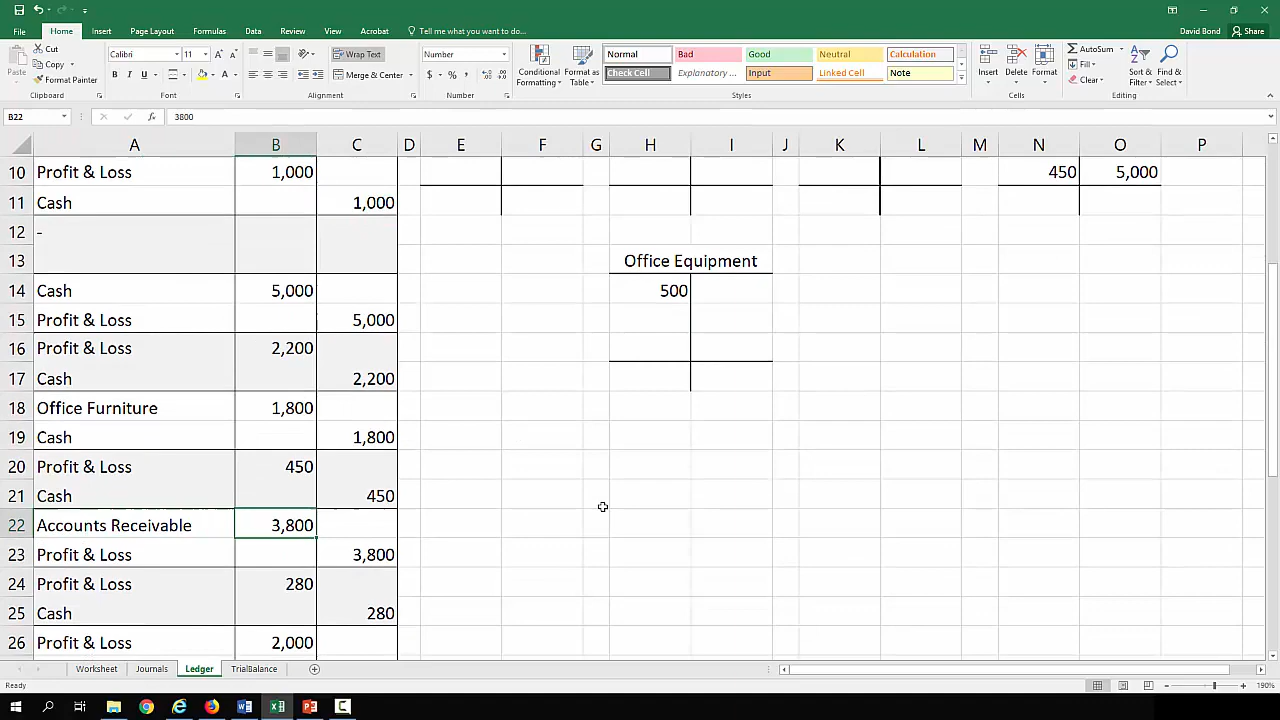 David Bond Share
File Home Insert Page Layout Formulas Data Review View Acrobat Tell me what you want to do...
Paste Cut Copy Format Painter
Clipboard
Calibri 11
B I U A
Font
Wrap Text
Merge & Center
Alignment
Number
$ % ,
Number
Conditional Formatting Format as Table
Normal Bad Good Neutral Calculation
Check Cell Explanatory ... Input Linked Cell Note
Styles
Insert Delete Format
Cells
AutoSum
Fill
Clear
Sort & Filter Find & Select
Editing
B22 fx 3800
A B C D E F G H I J K L M N O P
10 Profit & Loss 1,000 450 5,000
11 Cash 1,000
12 -
13 Office Equipment
14 Cash 5,000 500
15 Profit & Loss 5,000
16 Profit & Loss 2,200
17 Cash 2,200
18 Office Furniture 1,800
19 Cash 1,800
20 Profit & Loss 450
21 Cash 450
22 Accounts Receivable 3,800
23 Profit & Loss 3,800
24 Profit & Loss 280
25 Cash 280
26 Profit & Loss 2,000
Worksheet Journals Ledger TrialBalance
Ready 190%